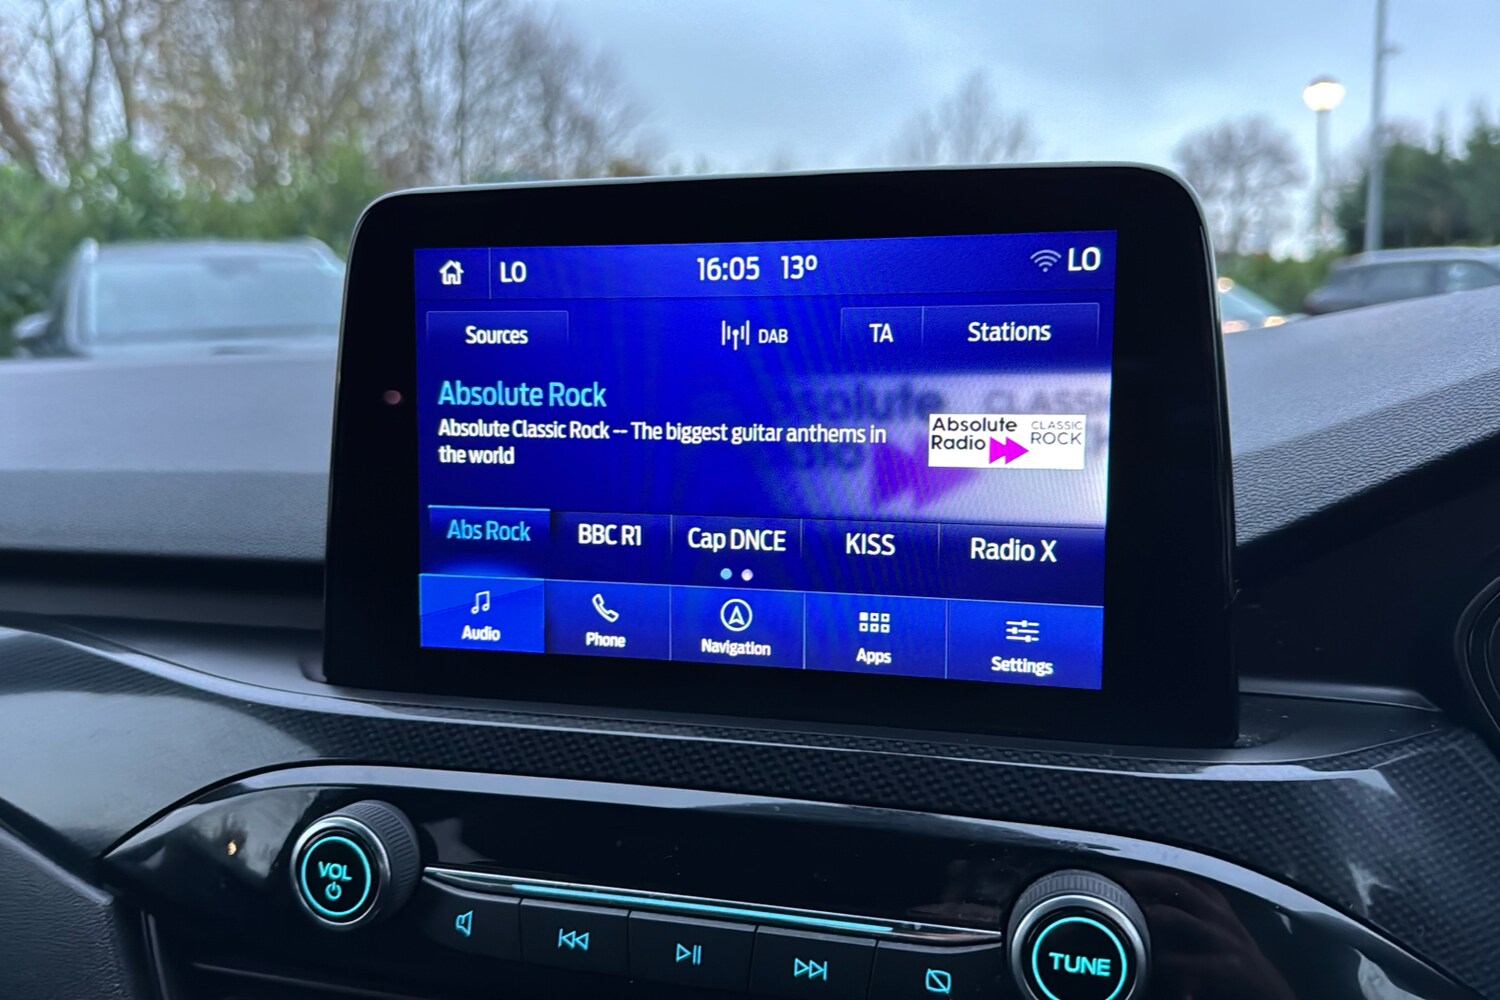 LO 16:05 13º LO
Sources DAB TA Stations
Absolute Rock
Absolute Classic Rock -- The biggest guitar anthems in
the world
Absolute CLASSIC
Radio ROCK
Abs Rock BBC R1 Cap DNCE KISS Radio X
Audio Phone Navigation Apps Settings
VOL
TUNE